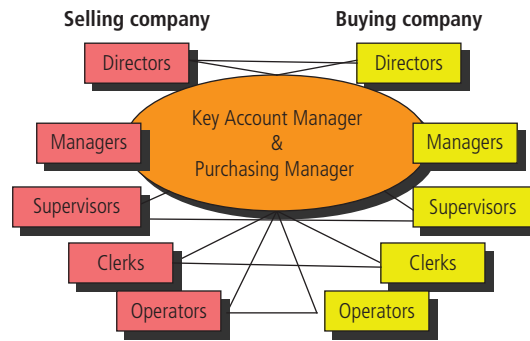 Selling company
Buying company
Directors
Directors
Key Account Manager
&
Purchasing Manager
Managers
Managers
Supervisors
Supervisors
Clerks
Clerks
Operators
Operators